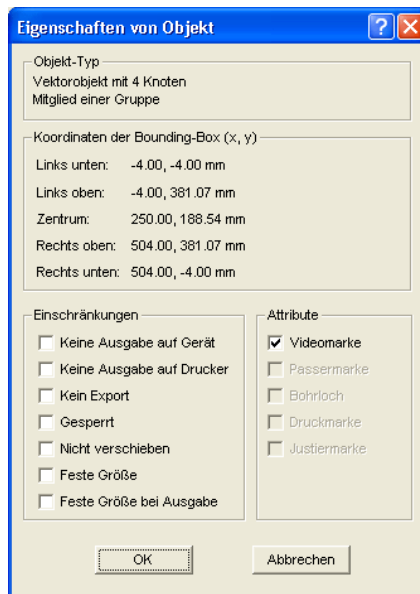 Eigenschaften von Objekt
Objekt-Typ
Vektorobjekt mit 4 Knoten
Mitglied einer Gruppe
Koordinaten der Bounding-Box (x, y)
Links unten: -4.00, -4.00 mm
Links oben: -4.00, 381.07 mm
Zentrum: 250.00, 188.54 mm
Rechts oben: 504.00, 381.07 mm
Rechts unten: 504.00, -4.00 mm
Einschränkungen
Keine Ausgabe auf Gerät
Keine Ausgabe auf Drucker
Kein Export
Gesperrt
Nicht verschieben
Feste Größe
Feste Größe bei Ausgabe
Attribute
Videomarke
Passermarke
Bohrloch
Druckmarke
Justiermarke
OK
Abbrechen